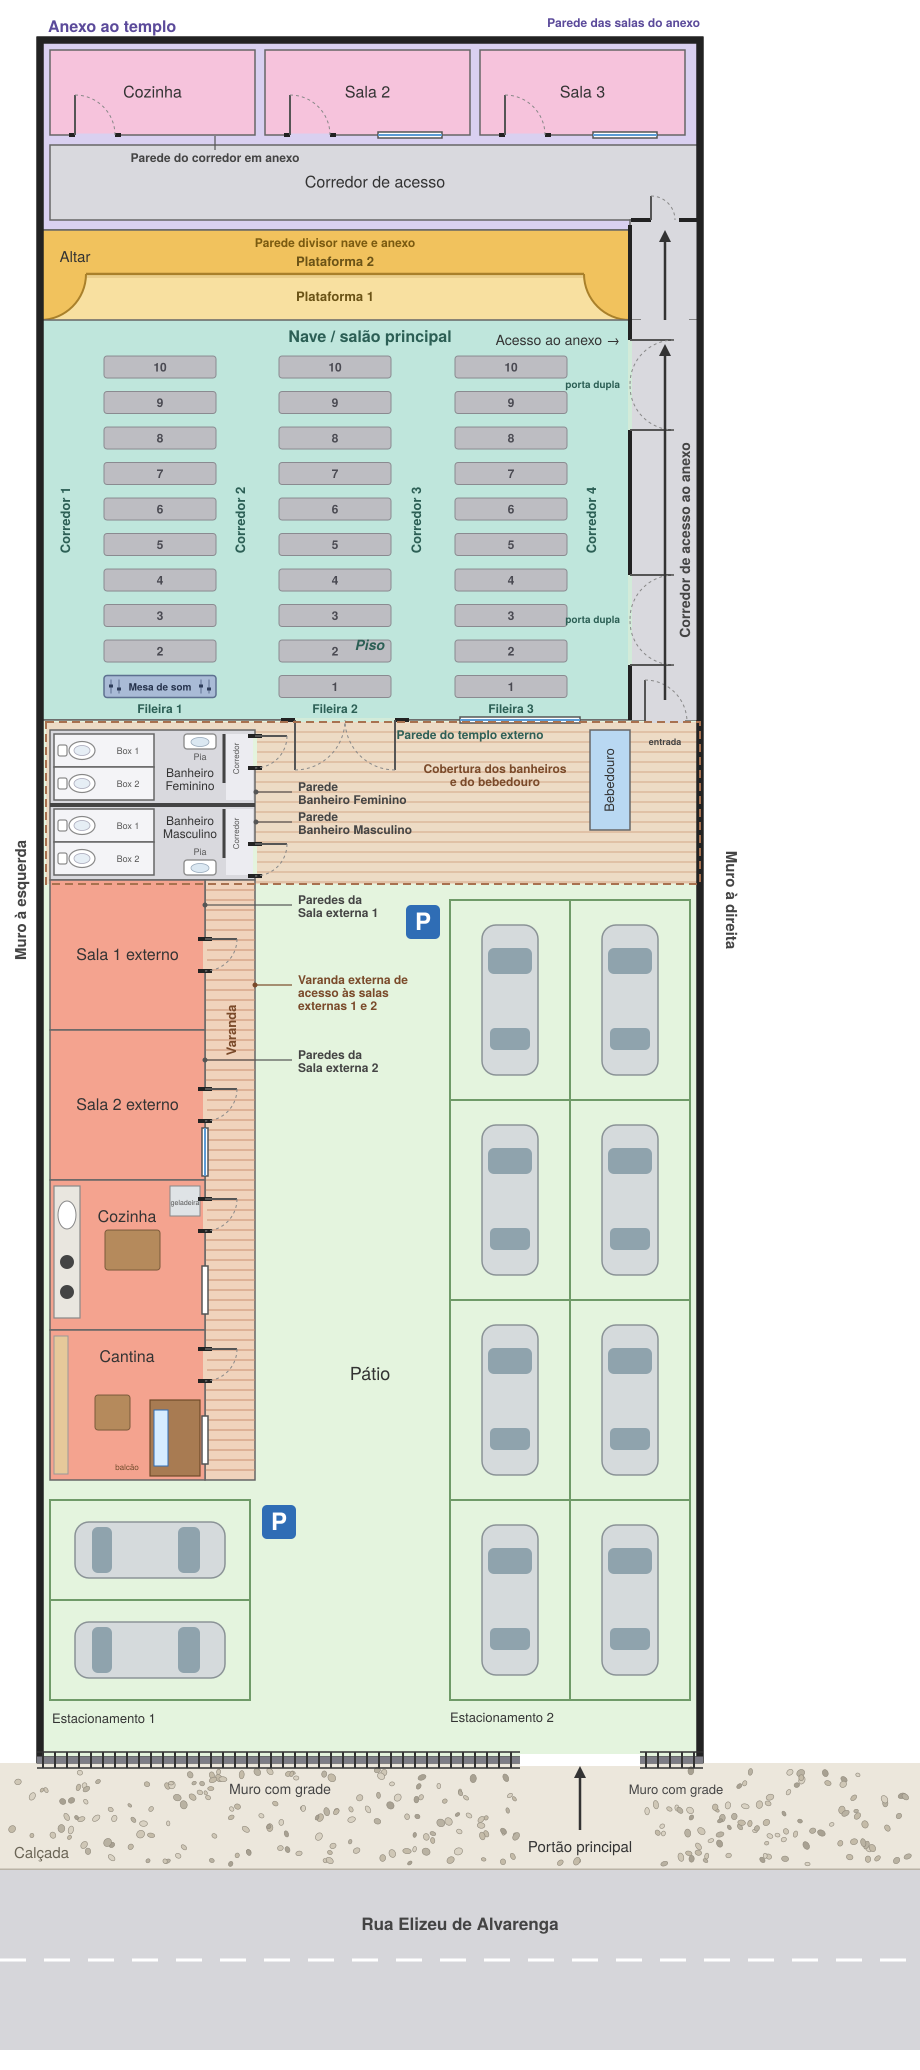 Anexo ao templo
Parede das salas do anexo
Cozinha
Sala 2
Sala 3
Parede do corredor em anexo
Corredor de acesso
Parede divisor nave e anexo
Altar
Plataforma 2
Plataforma 1
Nave / salão principal
Acesso ao anexo →
10
10
10
porta dupla
9
9
9
8
8
8
7
7
7
6
6
6
Corredor 1
Corredor 2
Corredor 3
Corredor 4
Corredor de acesso ao anexo
5
5
5
4
4
4
3
3
3
porta dupla
2
2
Piso
2
Mesa de som
1
1
Fileira 1
Fileira 2
Fileira 3
Parede do templo externo
entrada
Box 1
Pia
Corredor
Banheiro
Feminino
Box 2
Cobertura dos banheiros
e do bebedouro
Bebedouro
Parede
Banheiro Feminino
Parede
Banheiro Masculino
Box 1
Banheiro
Masculino
Corredor
Pia
Box 2
Muro à esquerda
Muro à direita
Paredes da
Sala externa 1
P
Sala 1 externo
Varanda externa de
acesso às salas
externas 1 e 2
Varanda
Paredes da
Sala externa 2
Sala 2 externo
geladeira
Cozinha
Cantina
Pátio
balcão
P
Estacionamento 1
Estacionamento 2
Muro com grade
Muro com grade
Portão principal
Calçada
Rua Elizeu de Alvarenga